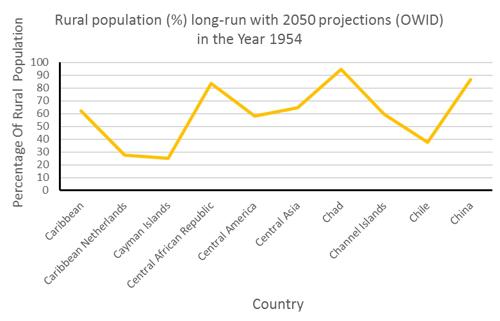 Rural population (%) long-run with 2050 projections (OWID)
in the Year 1954
Percentage Of Rural Population
100
90
80
70
60
50
40
30
20
10
0
Caribbean
Caribbean Netherlands
Cayman Islands
Central African Republic
Central America
Central Asia
Chad
Channel Islands
Chile
China
Country